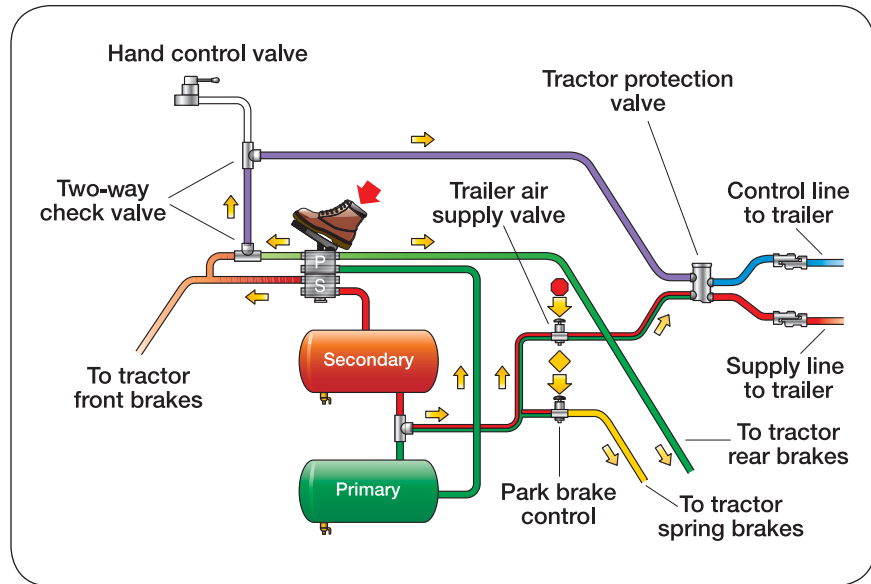 Hand control valve
Tractor protection
valve
Two-way
check valve
Trailer air
supply valve
Control line
to trailer
P
S
Secondary
Supply line
to trailer
To tractor
front brakes
Primary
Park brake
control
To tractor
rear brakes
To tractor
spring brakes